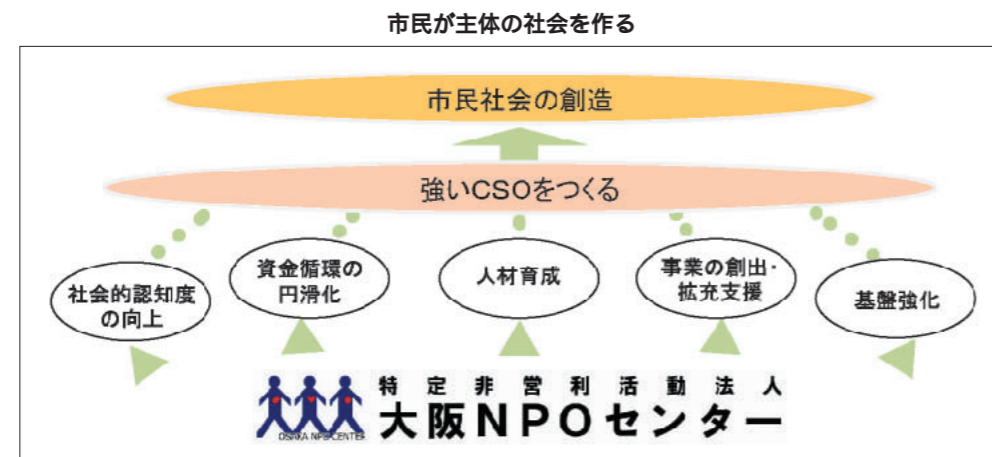 市民が主体の社会を作る
市民社会の創造
強いCSOをつくる
社会的認知度
の向上
資金循環の
円滑化
人材育成
事業の創出・
拡充支援
基盤強化
特定非営利活動法人
大阪NPOセンター
OSAKA NPO CENTER